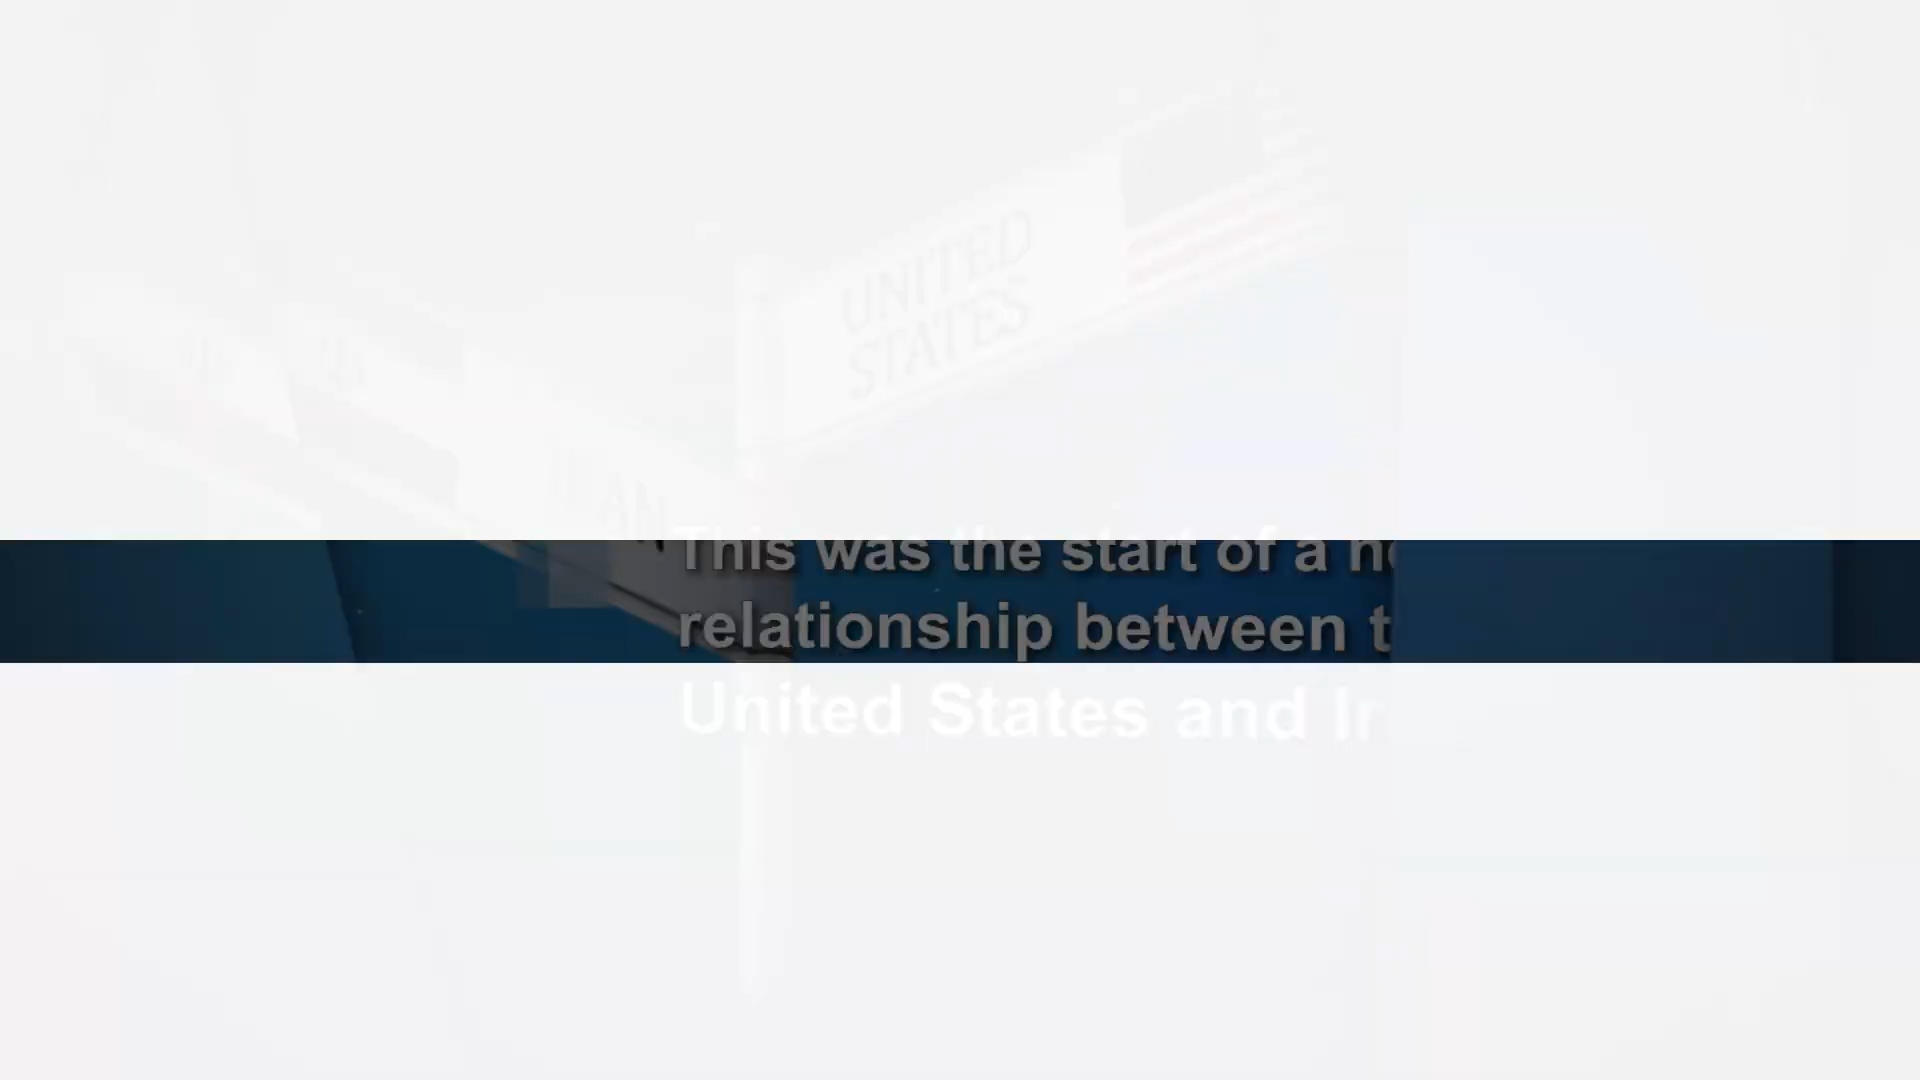 UNITED
STATES
This was the start of a
relationship between
United States and